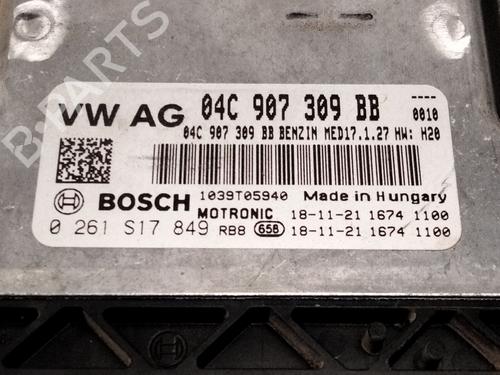 B-PARTS
VW AG 04C 907 309 BB 0010
04C 907 309 BB BENZIN MED17.1.27 HW: H20
BOSCH 1039T05940 Made in Hungary
MOTRONIC 18-11-21 1674 1100
0 261 S17 849 RB8 65B 18-11-21 1674 1100